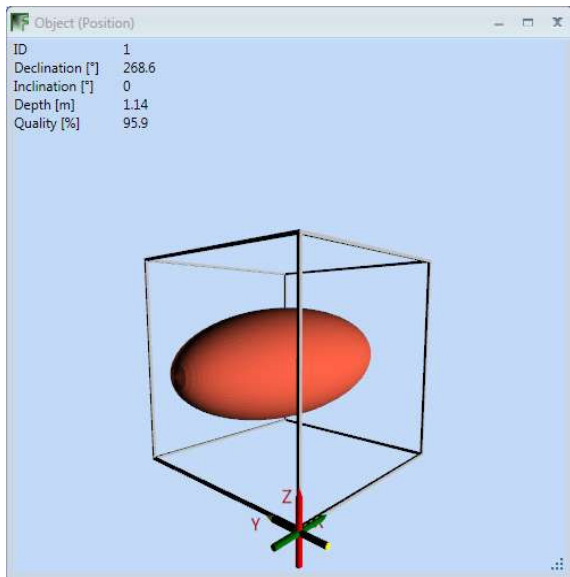 Object (Position)
ID 1
Declination [°] 268.6
Inclination [°] 0
Depth [m] 1.14
Quality [%] 95.9
Z
Y X